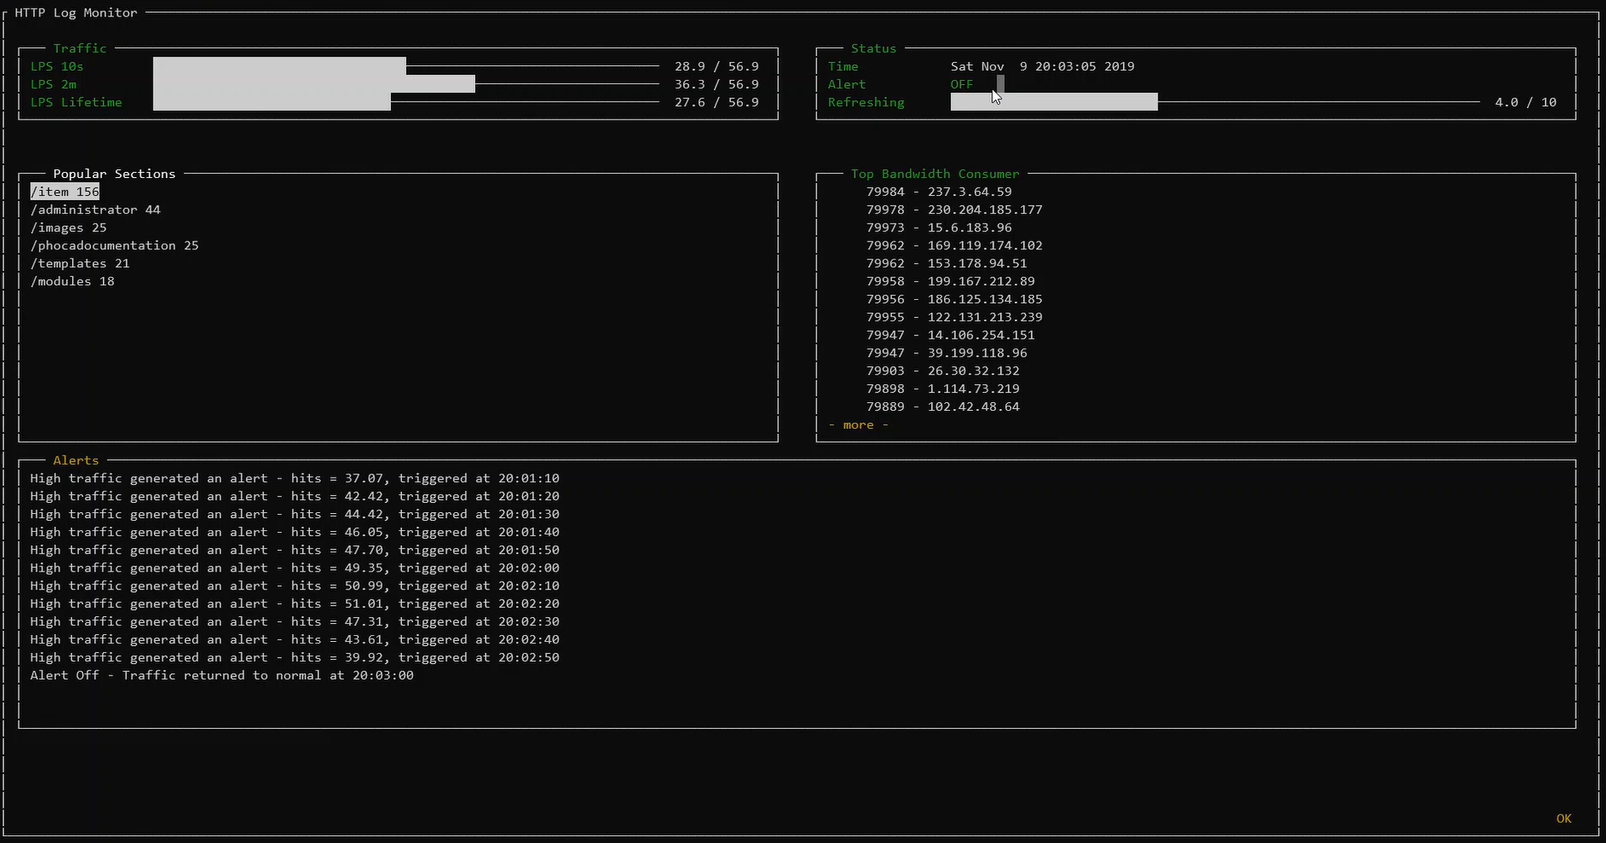 HTTP Log Monitor
Traffic
LPS 10s 28.9 / 56.9
LPS 2m 36.3 / 56.9
LPS Lifetime 27.6 / 56.9
Status
Time Sat Nov  9 20:03:05 2019
Alert OFF
Refreshing 4.0 / 10
Popular Sections
/item 156
/administrator 44
/images 25
/phocadocumentation 25
/templates 21
/modules 18
Top Bandwidth Consumer
79984 - 237.3.64.59
79978 - 230.204.185.177
79973 - 15.6.183.96
79962 - 169.119.174.102
79962 - 153.178.94.51
79958 - 199.167.212.89
79956 - 186.125.134.185
79955 - 122.131.213.239
79947 - 14.106.254.151
79947 - 39.199.118.96
79903 - 26.30.32.132
79898 - 1.114.73.219
79889 - 102.42.48.64
- more -
Alerts
High traffic generated an alert - hits = 37.07, triggered at 20:01:10
High traffic generated an alert - hits = 42.42, triggered at 20:01:20
High traffic generated an alert - hits = 44.42, triggered at 20:01:30
High traffic generated an alert - hits = 46.05, triggered at 20:01:40
High traffic generated an alert - hits = 47.70, triggered at 20:01:50
High traffic generated an alert - hits = 49.35, triggered at 20:02:00
High traffic generated an alert - hits = 50.99, triggered at 20:02:10
High traffic generated an alert - hits = 51.01, triggered at 20:02:20
High traffic generated an alert - hits = 47.31, triggered at 20:02:30
High traffic generated an alert - hits = 43.61, triggered at 20:02:40
High traffic generated an alert - hits = 39.92, triggered at 20:02:50
Alert Off - Traffic returned to normal at 20:03:00
OK